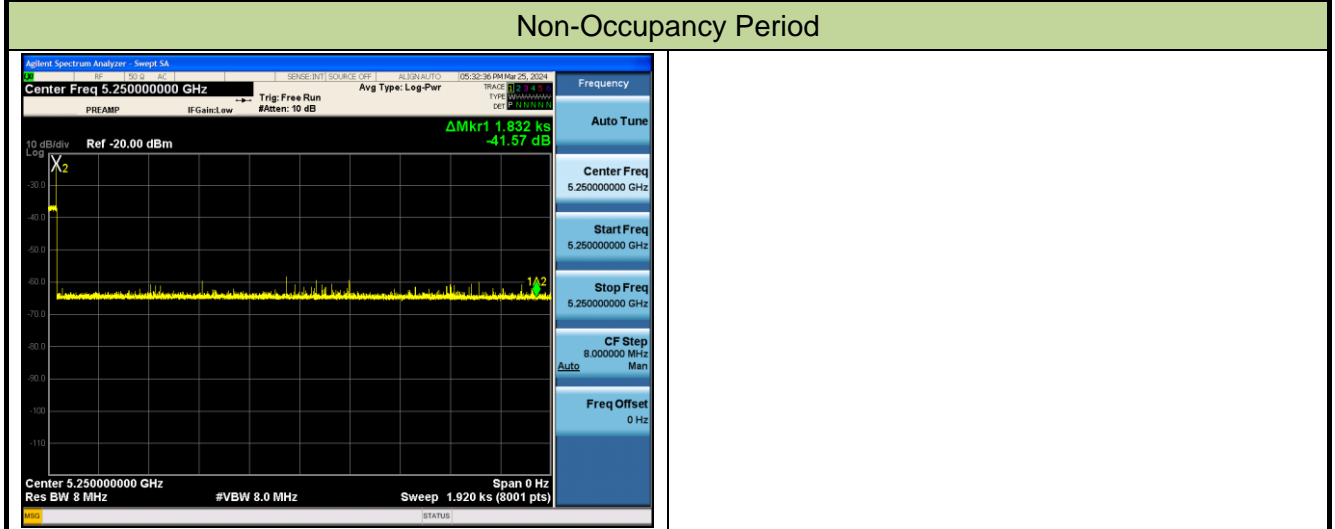 Non-Occupancy Period
Agilent Spectrum Analyzer - Swept SA
RF 50 Ω AC SENSE:INT SOURCE OFF ALIGNAUTO 05:32:36 PM Mar 25, 2024
Center Freq 5.250000000 GHz
PREAMP IFGain:Low
Trig: Free Run
#Atten: 10 dB
Avg Type: Log-Pwr
TRACE 1 2 3 4 5 6
TYPE
DET P N N N N N
ΔMkr1 1.832 ks
-41.57 dB
10 dB/div Ref -20.00 dBm
Log
X2
-30.0
-40.0
-50.0
-60.0
1Δ2
-70.0
-80.0
-90.0
-100
-110
Center 5.250000000 GHz Span 0 Hz
Res BW 8 MHz #VBW 8.0 MHz Sweep 1.920 ks (8001 pts)
MSG STATUS
Frequency
Auto Tune
Center Freq
5.250000000 GHz
Start Freq
5.250000000 GHz
Stop Freq
5.250000000 GHz
CF Step
8.000000 MHz
Auto Man
Freq Offset
0 Hz